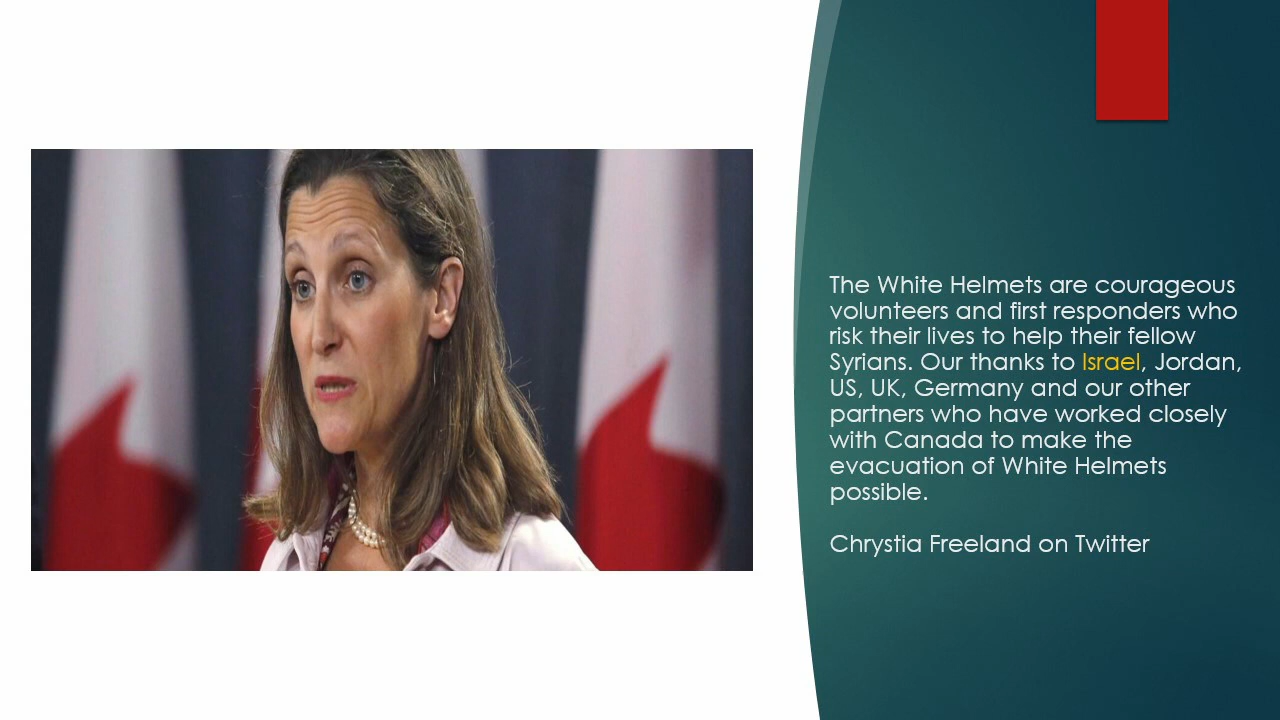 The White Helmets are courageous
volunteers and first responders who
risk their lives to help their fellow
Syrians. Our thanks to Israel, Jordan,
US, UK, Germany and our other
partners who have worked closely
with Canada to make the
evacuation of White Helmets
possible.
Chrystia Freeland on Twitter